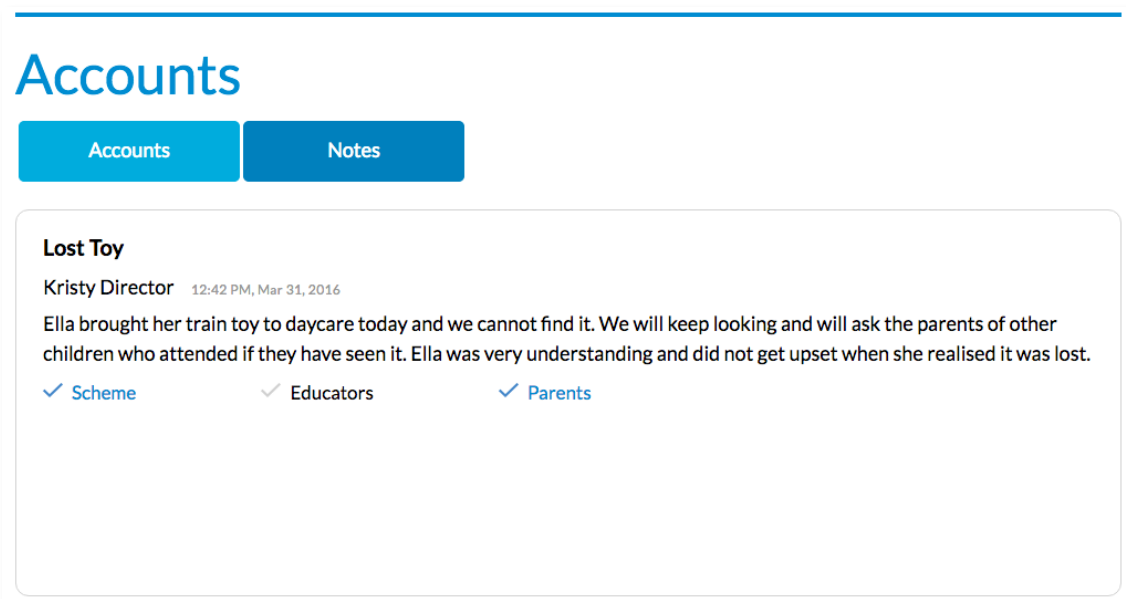 Accounts
Accounts
Notes
Lost Toy
Kristy Director 12:42 PM, Mar 31, 2016
Ella brought her train toy to daycare today and we cannot find it. We will keep looking and will ask the parents of other
children who attended if they have seen it. Ella was very understanding and did not get upset when she realised it was lost.
Scheme Educators Parents